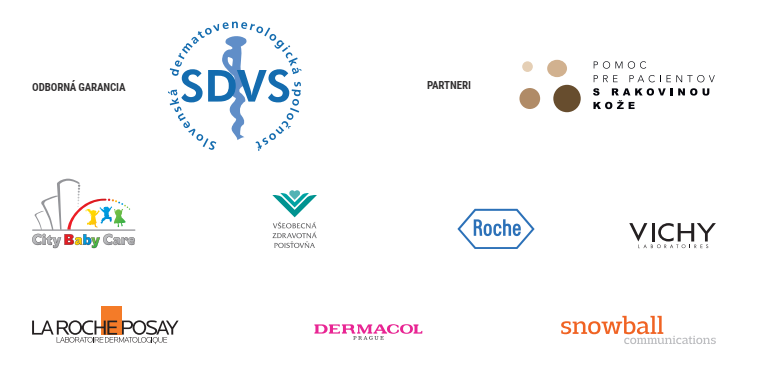 ODBORNÁ GARANCIA
Slovenská dermatovenerologická spoločnosť
SDVS
PARTNERI
POMOC
PRE PACIENTOV
S RAKOVINOU
KOŽE
City Baby Care
VŠEOBECNÁ
ZDRAVOTNÁ
POISŤOVŇA
Roche
VICHY
LABORATOIRES
LA ROCHE POSAY
LABORATOIRE DERMATOLOGIQUE
DERMACOL
PRAGUE
snowball
communications